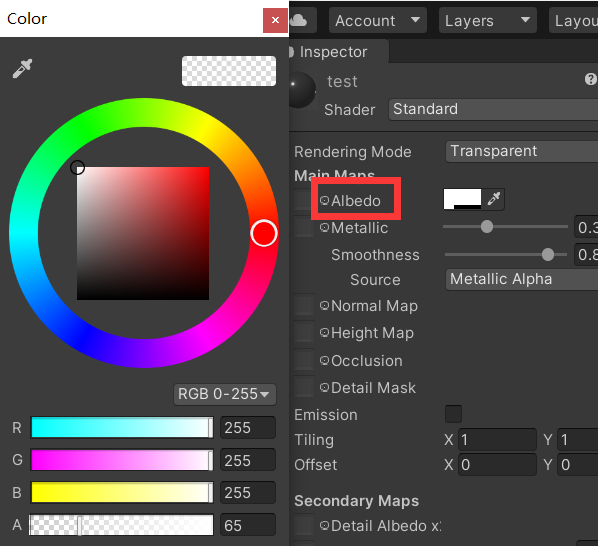 Color
RGB 0-255
R 255
G 255
B 255
A 65
Account Layers Layou
Inspector
test
Shader Standard
Rendering Mode Transparent
Main Maps
Albedo
Metallic 0.3
Smoothness 0.8
Source Metallic Alpha
Normal Map
Height Map
Occlusion
Detail Mask
Emission
Tiling X 1 Y 1
Offset X 0 Y 0
Secondary Maps
Detail Albedo x